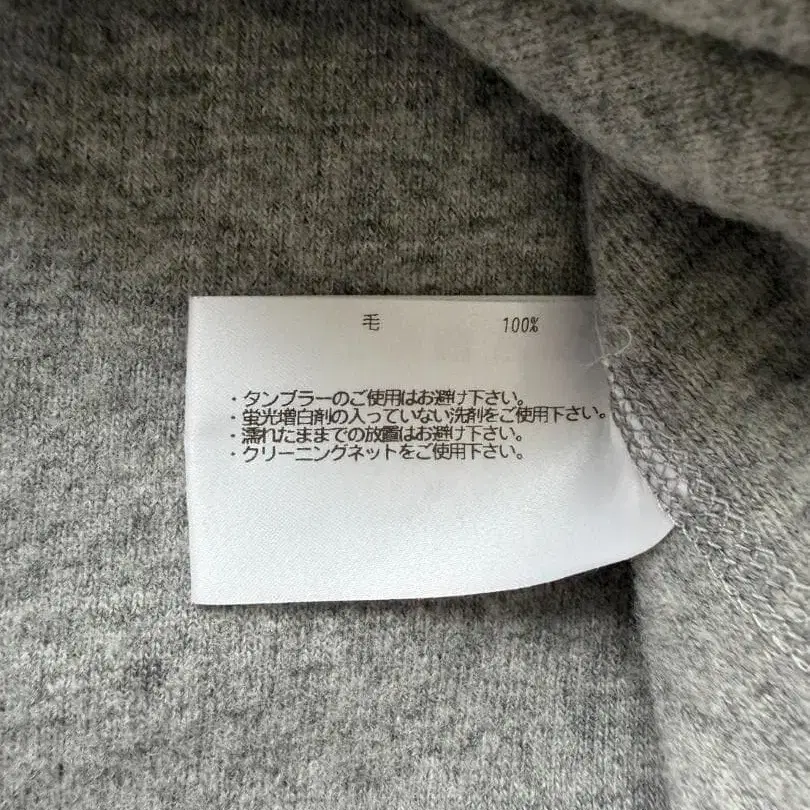 毛 100%
・タンブラーのご使用はお避け下さい。
・蛍光増白剤の入っていない洗剤をご使用下さい。
・濡れたままでの放置はお避け下さい。
・クリーニングネットをご使用下さい。